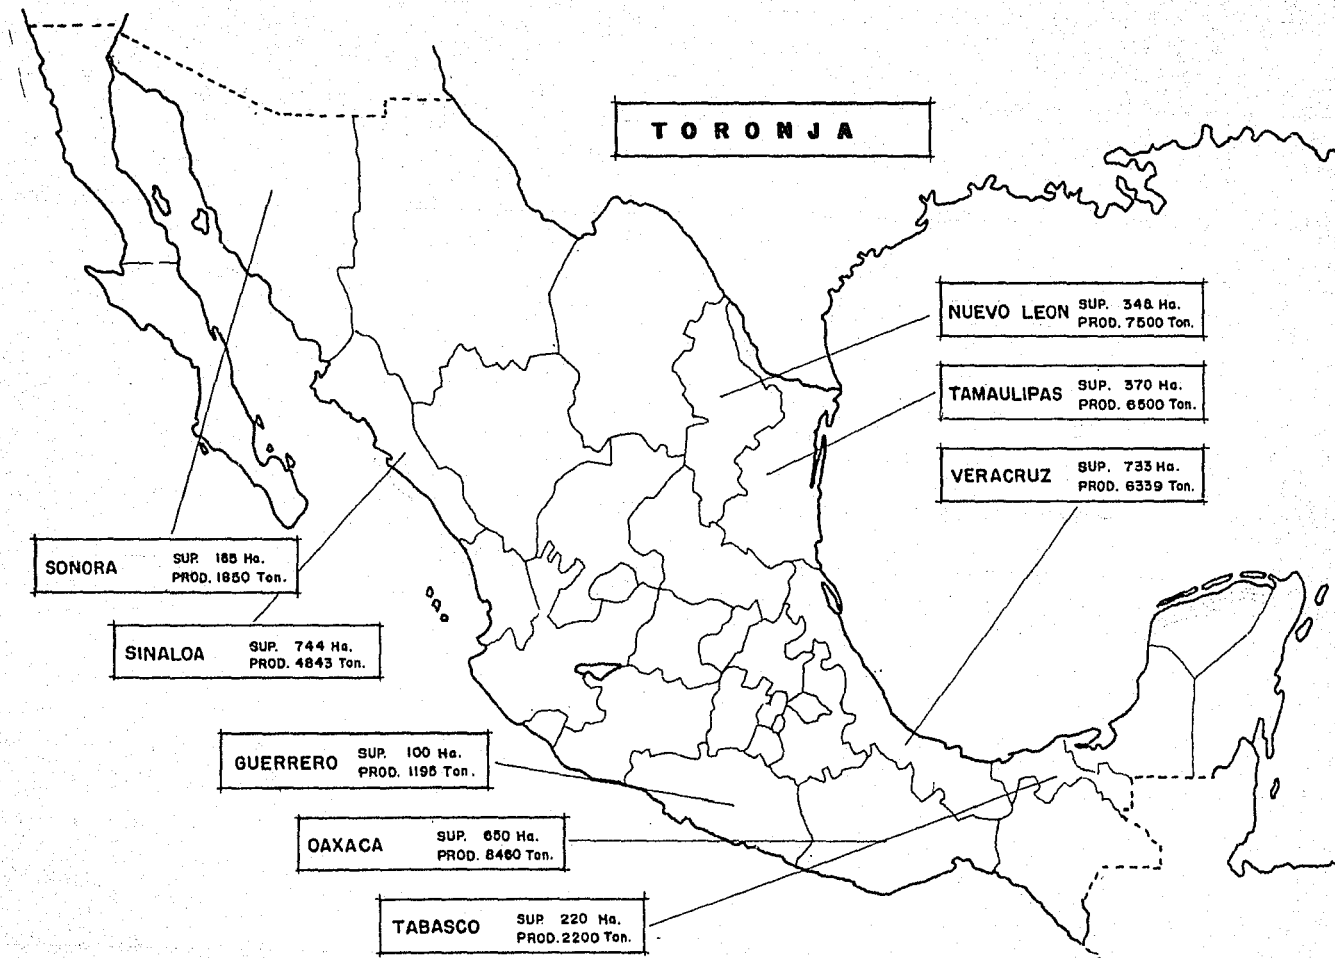 TORONJA
NUEVO LEON SUP. 348 Ha.
PROD. 7500 Ton.
TAMAULIPAS SUP. 370 Ha.
PROD. 6500 Ton.
VERACRUZ SUP. 733 Ha.
PROD. 6339 Ton.
SONORA SUP. 185 Ha.
PROD. 1850 Ton.
SINALOA SUP. 744 Ha.
PROD. 4843 Ton.
GUERRERO SUP. 100 Ha.
PROD. 1195 Ton.
OAXACA SUP. 650 Ha.
PROD. 8460 Ton.
TABASCO SUP. 220 Ha.
PROD. 2200 Ton.